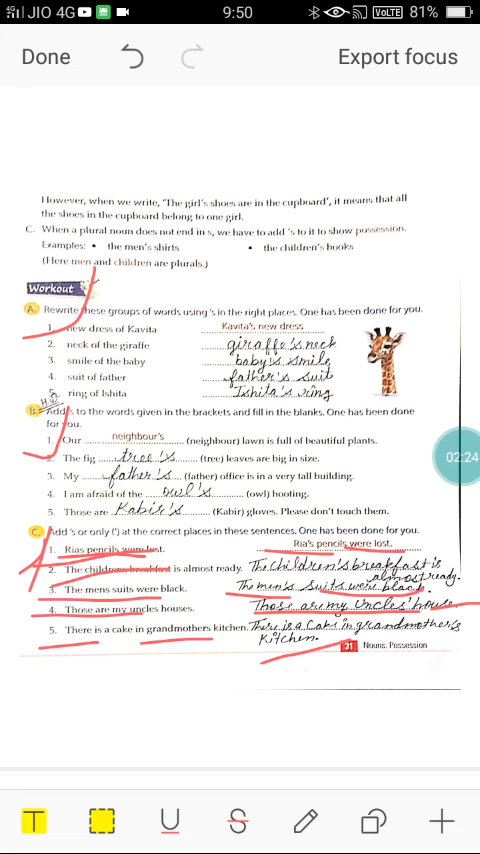 4G JIO 4G 9:50 VoLTE 81%
Done Export focus
However, when we write, 'The girl's shoes are in the cupboard', it means that all
the shoes in the cupboard belong to one girl.
C. When a plural noun does not end in s, we have to add 's to it to show possession.
Examples: • the men's shirts • the children's books
(Here men and children are plurals.)
Workout
A. Rewrite these groups of words using 's in the right places. One has been done for you.
1. new dress of Kavita Kavita's new dress
2. neck of the giraffe giraffe's neck
3. smile of the baby baby's smile
4. suit of father father's suit
5. ring of Ishita Ishita's ring
H.W
B. Add 's to the words given in the brackets and fill in the blanks. One has been done
for you.
1. Our neighbour's (neighbour) lawn is full of beautiful plants.
2. The fig tree's (tree) leaves are big in size.
3. My father's (father) office is in a very tall building.
4. I am afraid of the owl's (owl) hooting.
5. Those are Kabir's (Kabir) gloves. Please don't touch them.
02:24
C. Add 's or only (') at the correct places in these sentences. One has been done for you.
1. Rias pencils were lost. Ria's pencils were lost.
2. The childrens breakfast is almost ready. The children's breakfast is
almost ready.
3. The mens suits were black. The men's suits were black.
4. Those are my uncles houses. Those are my uncles' house
5. There is a cake in grandmothers kitchen. There is a cake in grandmother's
kitchen.
31 Nouns: Possession
T U S